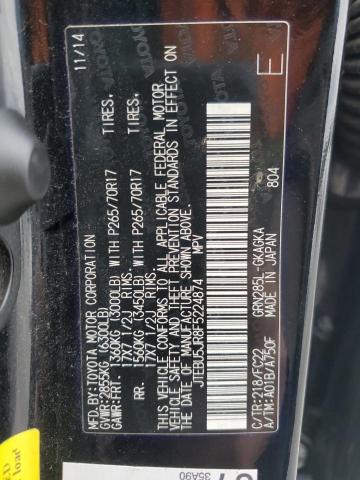 MFD.BY:TOYOTA MOTOR CORPORATION 11/14
GVWR:2855KG (6300LB)
GAWR:FRT. 1360KG (3000LB) WITH P265/70R17 TIRES,
17X7 1/2J RIMS.
RR. 1560KG (3450LB) WITH P265/70R17 TIRES,
17X7 1/2J RIMS.
THIS VEHICLE CONFORMS TO ALL APPLICABLE FEDERAL MOTOR
VEHICLE SAFETY AND THEFT PREVENTION STANDARDS IN EFFECT ON
THE DATE OF MANUFACTURE SHOWN ABOVE.
JTEBU5JR8F5224874 MPV
E
C/TR:218/FC22 GRN285L-GKAGKA 804
A/TM:A01B/A750F MADE IN JAPAN
35A90
load